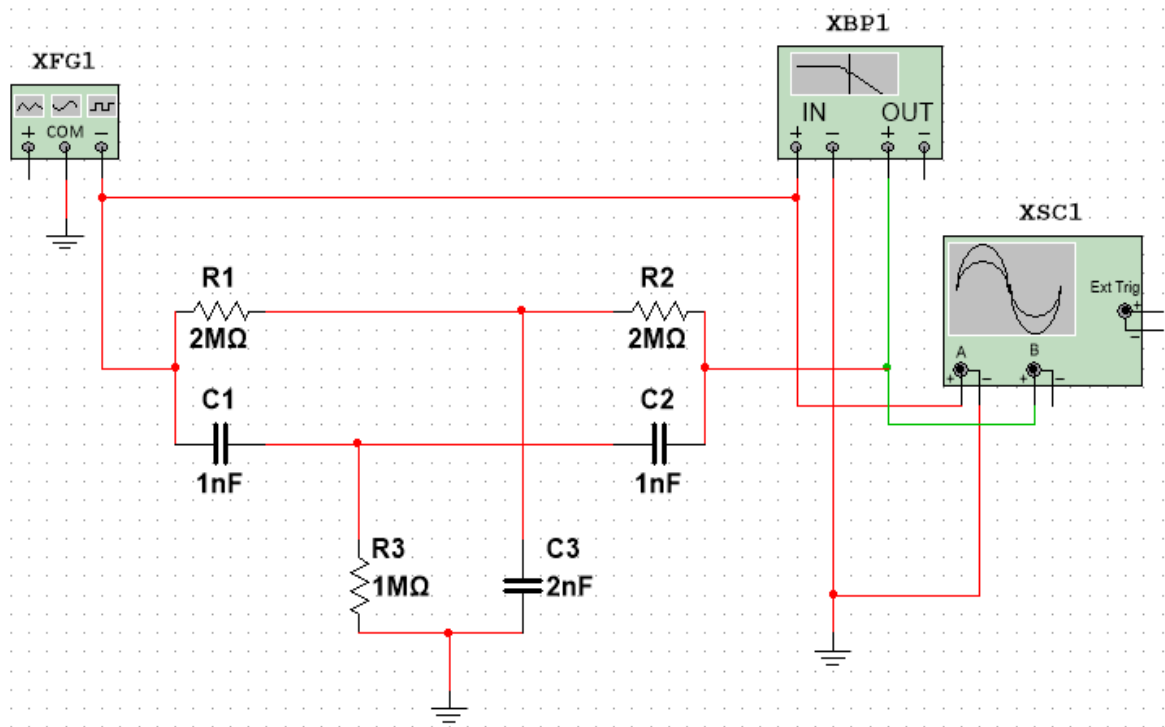 XBP1
XFG1
IN OUT
+ COM −
+ − + −
XSC1
R1
R2
Ext Trig
2MΩ
2MΩ
+
−
A
B
+ − + −
C1
C2
1nF
1nF
R3
C3
1MΩ
2nF